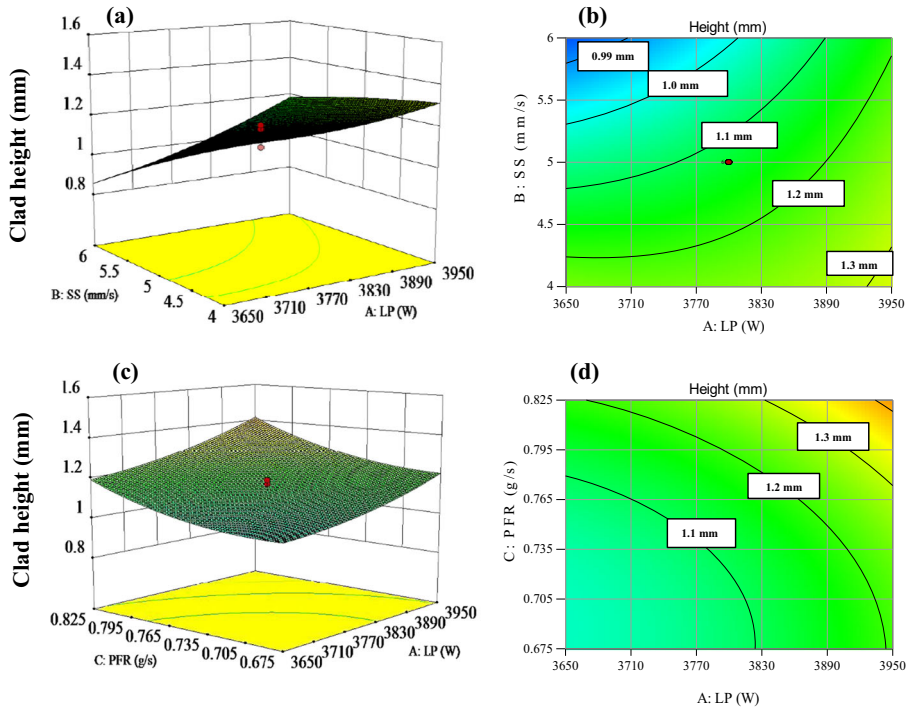 (a)
Clad height (mm)
1.6
1.4
1.2
1
0.8
6
5.5
5
4.5
4
B: SS (mm/s)
3650
3710
3770
3830
3890
3950
A: LP (W)
(b)
Height (mm)
B: SS (mm/s)
6
5.5
5
4.5
4
0.99 mm
1.0 mm
1.1 mm
1.2 mm
1.3 mm
3650
3710
3770
3830
3890
3950
A: LP (W)
(c)
Clad height (mm)
1.6
1.4
1.2
1
0.8
0.825
0.795
0.765
0.735
0.705
0.675
C: PFR (g/s)
3650
3710
3770
3830
3890
3950
A: LP (W)
(d)
Height (mm)
C: PFR (g/s)
0.825
0.795
0.765
0.735
0.705
0.675
1.3 mm
1.2 mm
1.1 mm
3650
3710
3770
3830
3890
3950
A: LP (W)